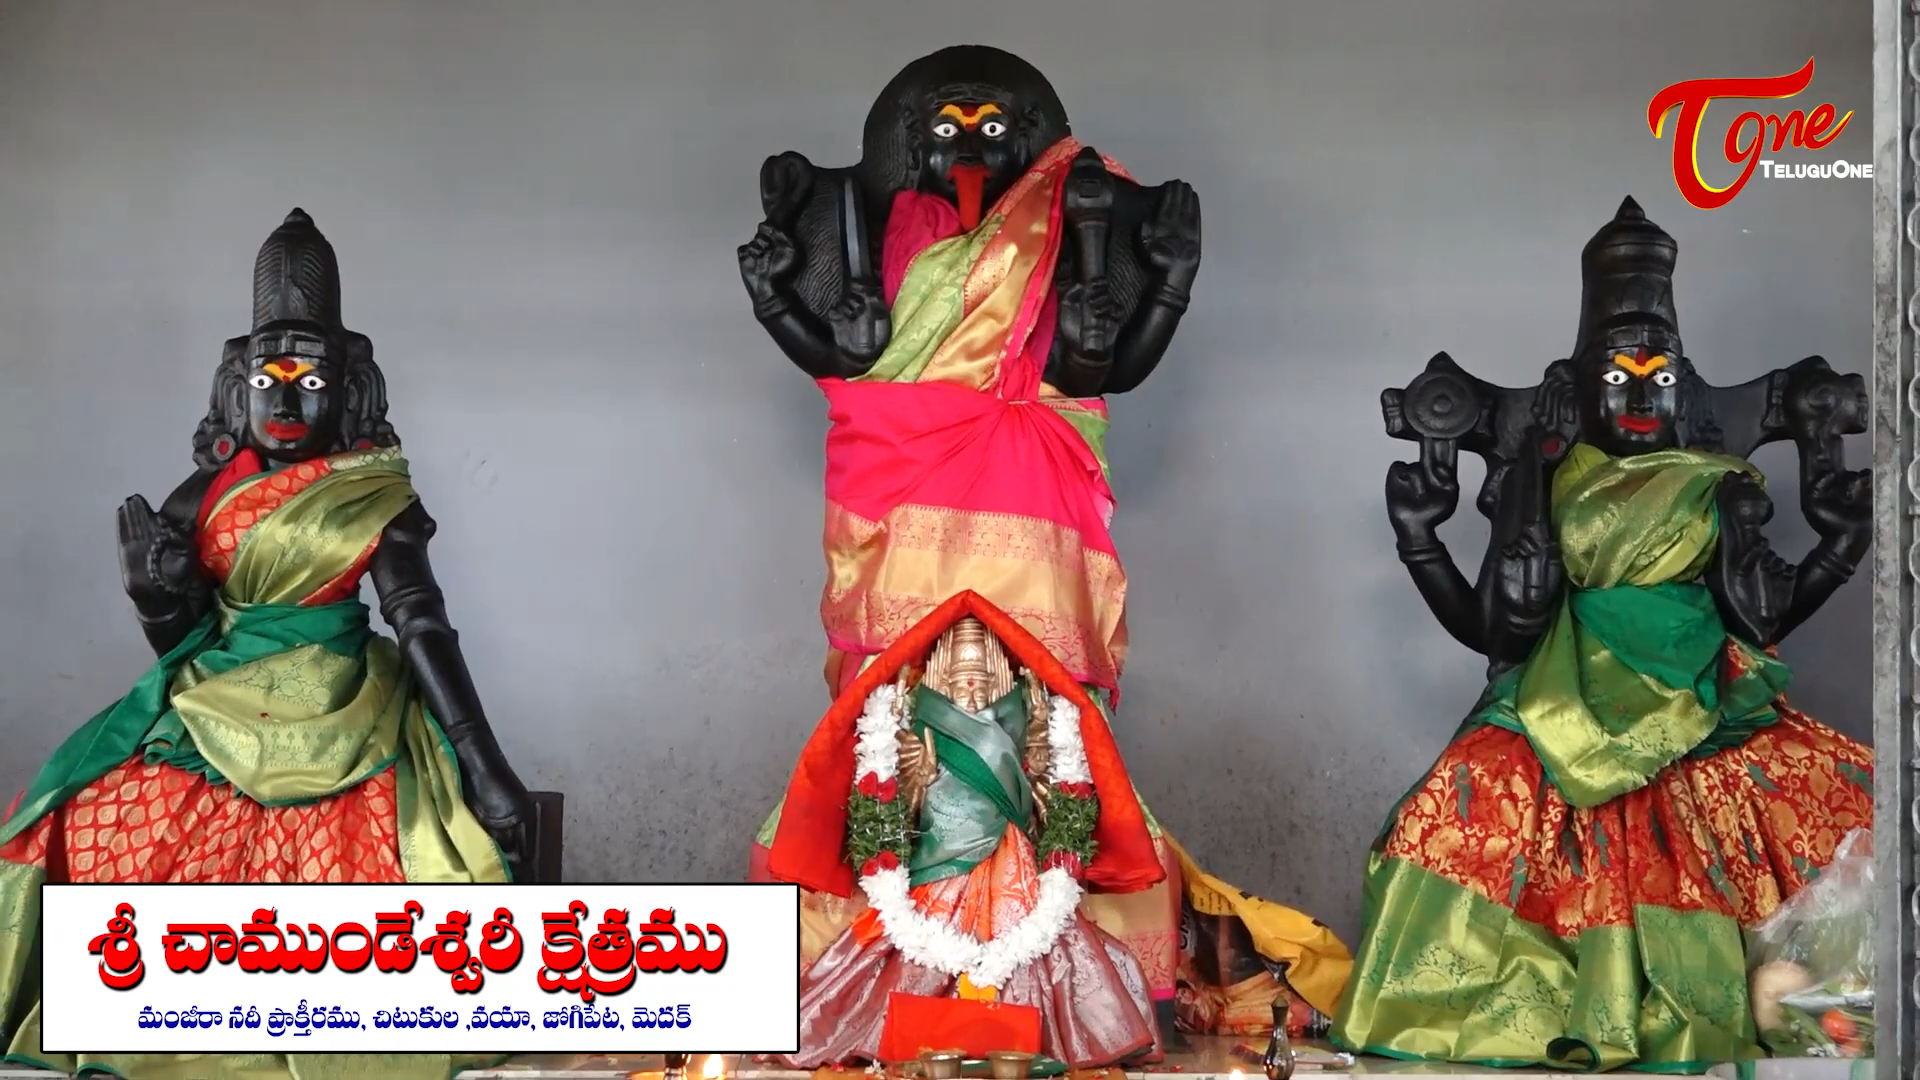 Tone
TELUGUONE
శ్రీ చాముండేశ్వరీ క్షేత్రము
మంజీరా నదీ ప్రాక్తీరము, చిటుకుల ,వయా, జోగిపేట, మెదక్